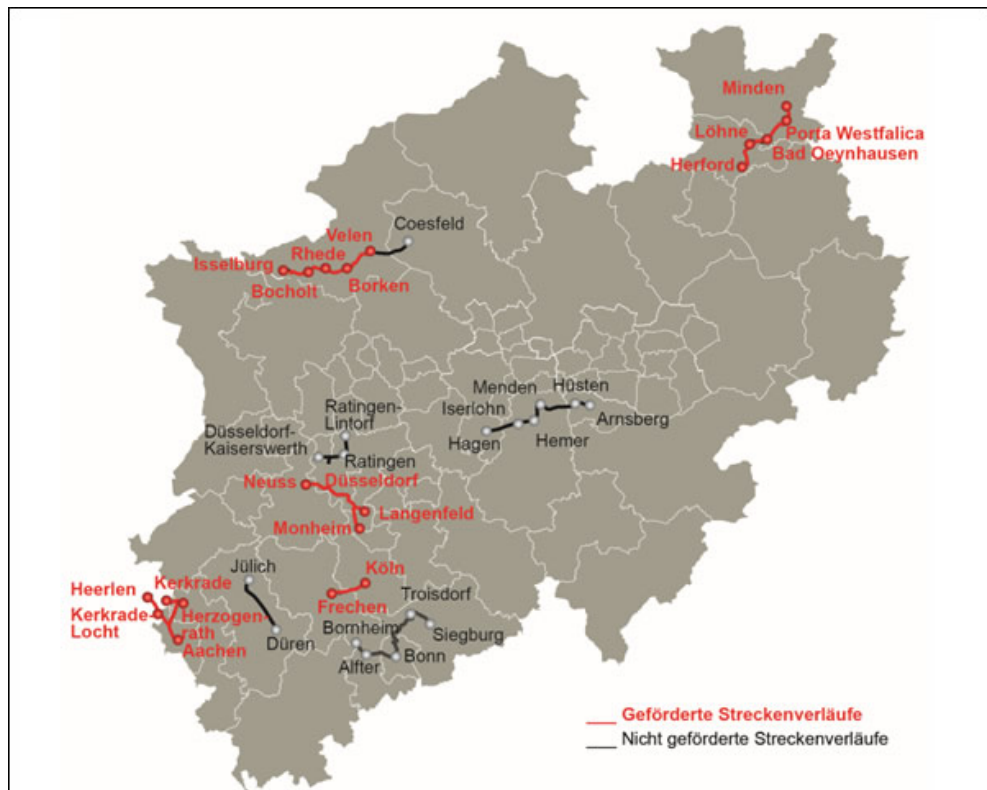 Minden
Löhne
Porta Westfalica
Bad Oeynhausen
Herford
Coesfeld
Velen
Rhede
Isselburg
Bocholt
Borken
Menden
Hüsten
Iserlohn
Arnsberg
Hagen
Hemer
Ratingen-
Lintorf
Düsseldorf-
Kaiserswerth
Ratingen
Neuss
Düsseldorf
Langenfeld
Monheim
Jülich
Köln
Heerlen
Kerkrade
Frechen
Troisdorf
Kerkrade-
Locht
Herzogen-
rath
Aachen
Düren
Bornheim
Siegburg
Alfter
Bonn
Geförderte Streckenverläufe
Nicht geförderte Streckenverläufe